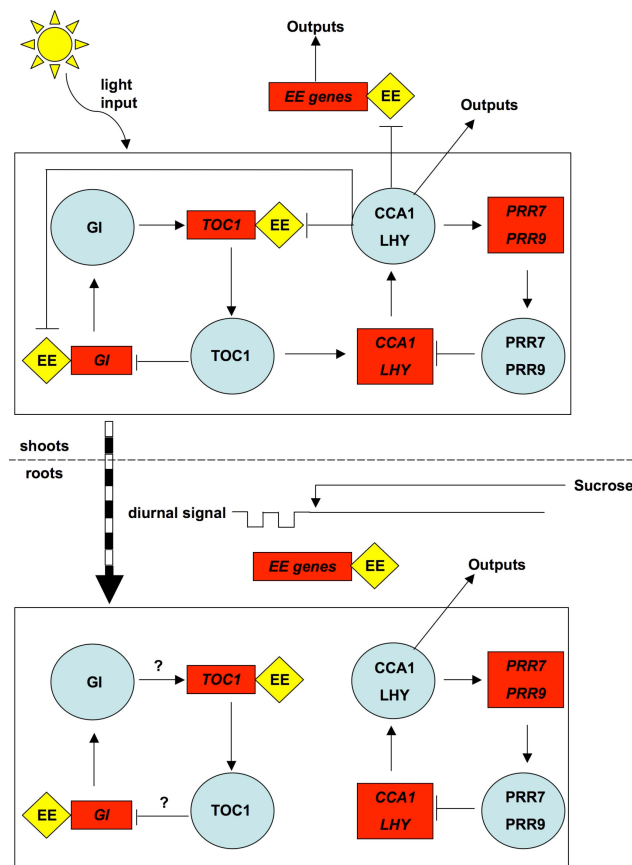 Outputs
light
input
EE genes
EE
Outputs
GI
TOC1
EE
CCA1
LHY
PRR7
PRR9
EE
GI
TOC1
CCA1
LHY
PRR7
PRR9
shoots
roots
Sucrose
diurnal signal
EE genes
EE
Outputs
GI
?
TOC1
EE
CCA1
LHY
PRR7
PRR9
EE
GI
?
TOC1
CCA1
LHY
PRR7
PRR9